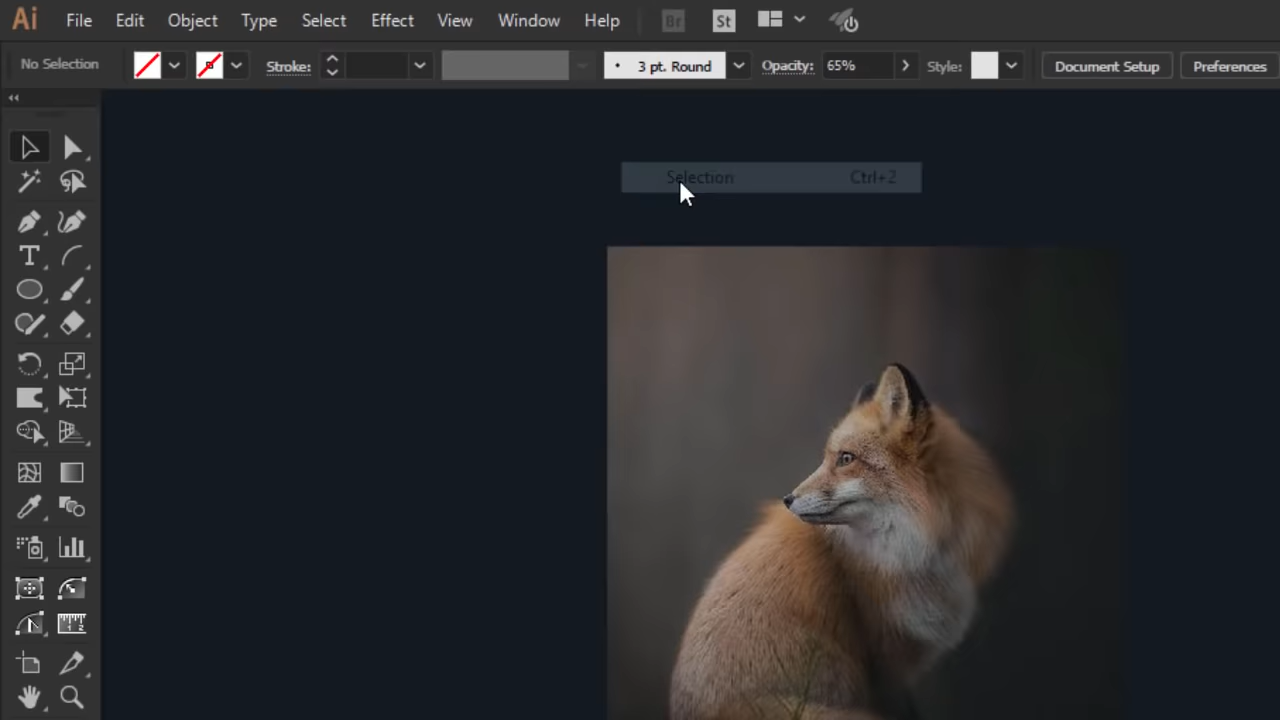 Ai File Edit Object Type Select Effect View Window Help Br St
No Selection Stroke: 3 pt. Round Opacity: 65% Style: Document Setup Preferences
Selection Ctrl+2